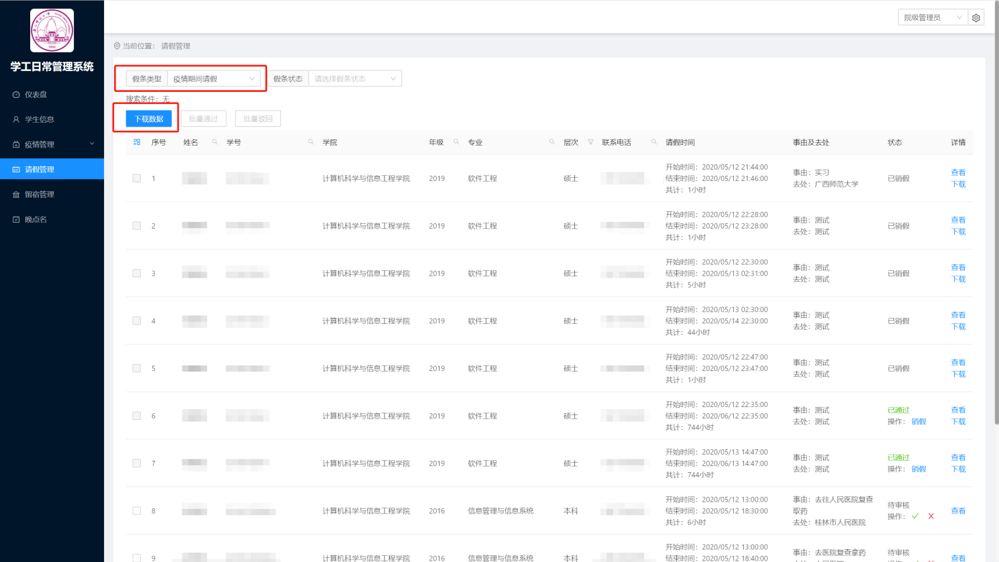 院级管理员
学工日常管理系统
仪表盘
学生信息
疫情管理
请假管理
留宿管理
晚点名
当前位置： 请假管理
假条类型 疫情期间请假 假条状态 请选择假条状态
搜索条件：无
下载数据 批量通过 批量驳回
序号 姓名 学号 学院 年级 专业 层次 联系电话 请假时间 事由及去处 状态 详情
1 计算机科学与信息工程学院 2019 软件工程 硕士
开始时间：2020/05/12 21:44:00
结束时间：2020/05/12 21:46:00
共计：1小时
事由：实习
去处：广西师范大学
已销假
查看
下载
2 计算机科学与信息工程学院 2019 软件工程 硕士
开始时间：2020/05/12 22:28:00
结束时间：2020/05/12 23:28:00
共计：1小时
事由：测试
去处：测试
已销假
查看
下载
3 计算机科学与信息工程学院 2019 软件工程 硕士
开始时间：2020/05/12 22:30:00
结束时间：2020/05/13 02:31:00
共计：5小时
事由：测试
去处：测试
已销假
查看
下载
4 计算机科学与信息工程学院 2019 软件工程 硕士
开始时间：2020/05/13 02:30:00
结束时间：2020/05/14 22:30:00
共计：44小时
事由：测试
去处：测试
已销假
查看
下载
5 计算机科学与信息工程学院 2019 软件工程 硕士
开始时间：2020/05/12 22:47:00
结束时间：2020/05/12 23:47:00
共计：1小时
事由：测试
去处：测试
已销假
查看
下载
6 计算机科学与信息工程学院 2019 软件工程 硕士
开始时间：2020/05/12 22:35:00
结束时间：2020/06/12 22:35:00
共计：744小时
事由：测试
去处：测试
已通过
操作： 销假
查看
下载
7 计算机科学与信息工程学院 2019 软件工程 硕士
开始时间：2020/05/13 14:47:00
结束时间：2020/06/13 14:47:00
共计：744小时
事由：测试
去处：测试
已通过
操作： 销假
查看
下载
8 计算机科学与信息工程学院 2016 信息管理与信息系统 本科
开始时间：2020/05/12 13:00:00
结束时间：2020/05/12 18:30:00
共计：6小时
事由：去往人民医院复查
取药
去处：桂林市人民医院
待审核
操作：
查看
9 计算机科学与信息工程学院 2016 信息管理与信息系统 本科
开始时间：2020/05/12 13:00:00
结束时间：2020/05/12 18:40:00
事由：去医院复查拿药
待审核
查看